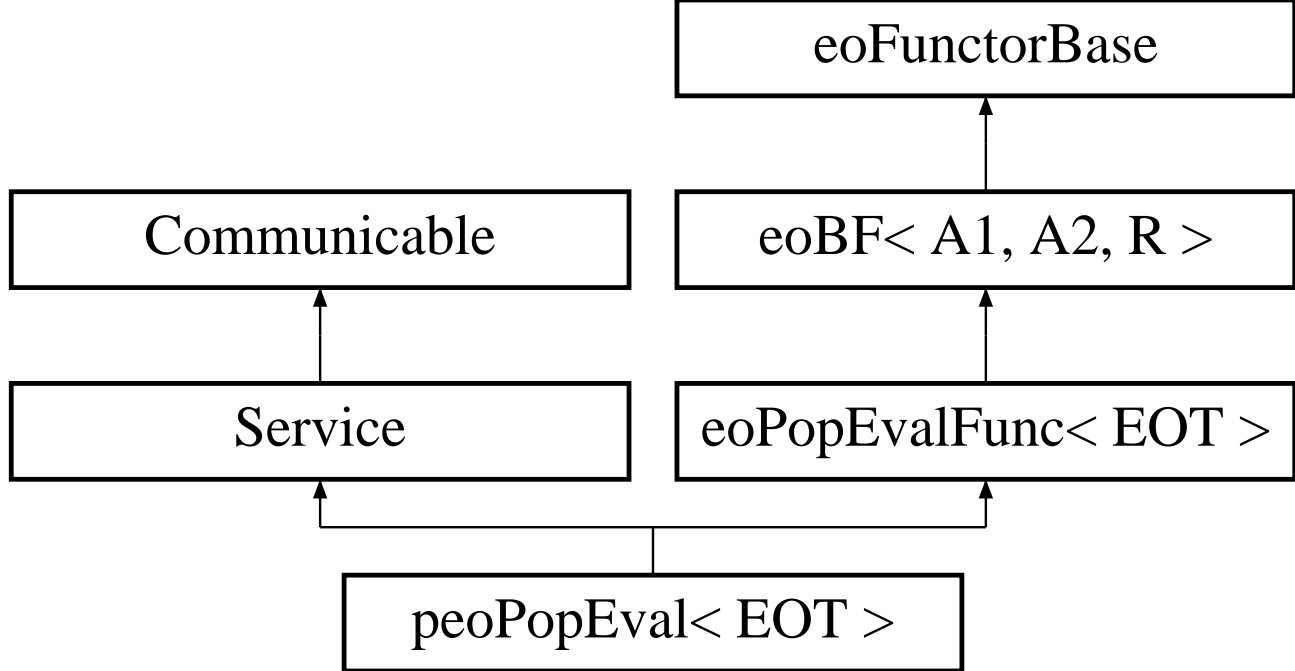 eoFunctorBase
Communicable
eoBF< A1, A2, R >
Service
eoPopEvalFunc< EOT >
peoPopEval< EOT >